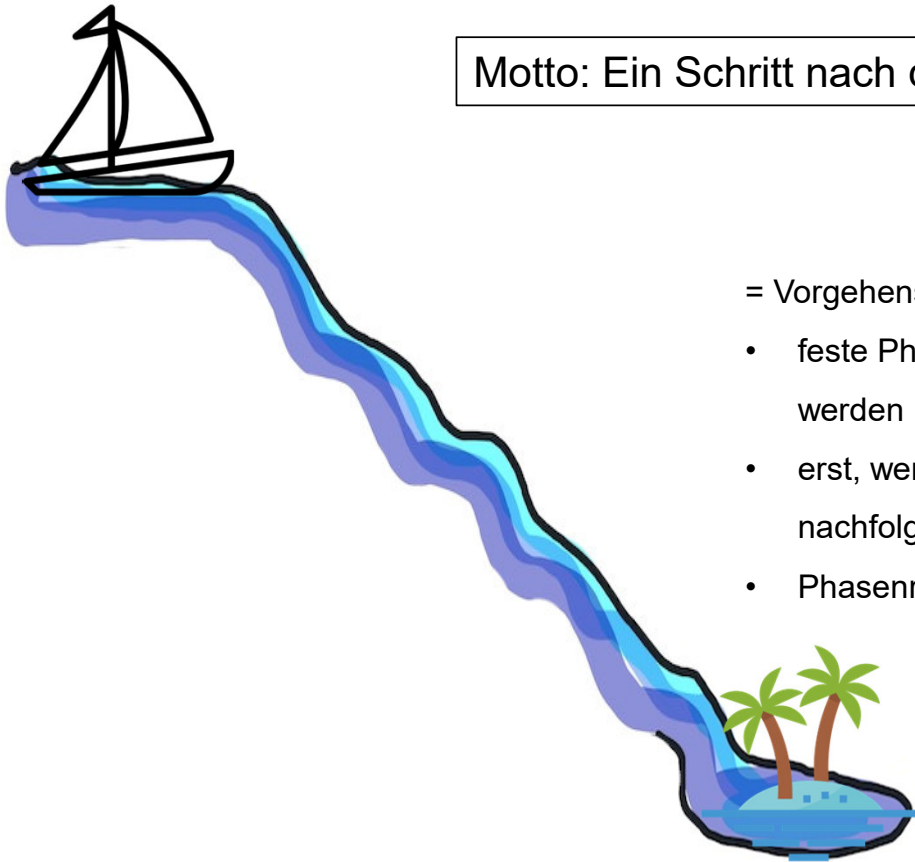 Motto: Ein Schritt nach
= Vorgehens
• feste Ph
werden
• erst, wer
nachfolg
• Phasenr